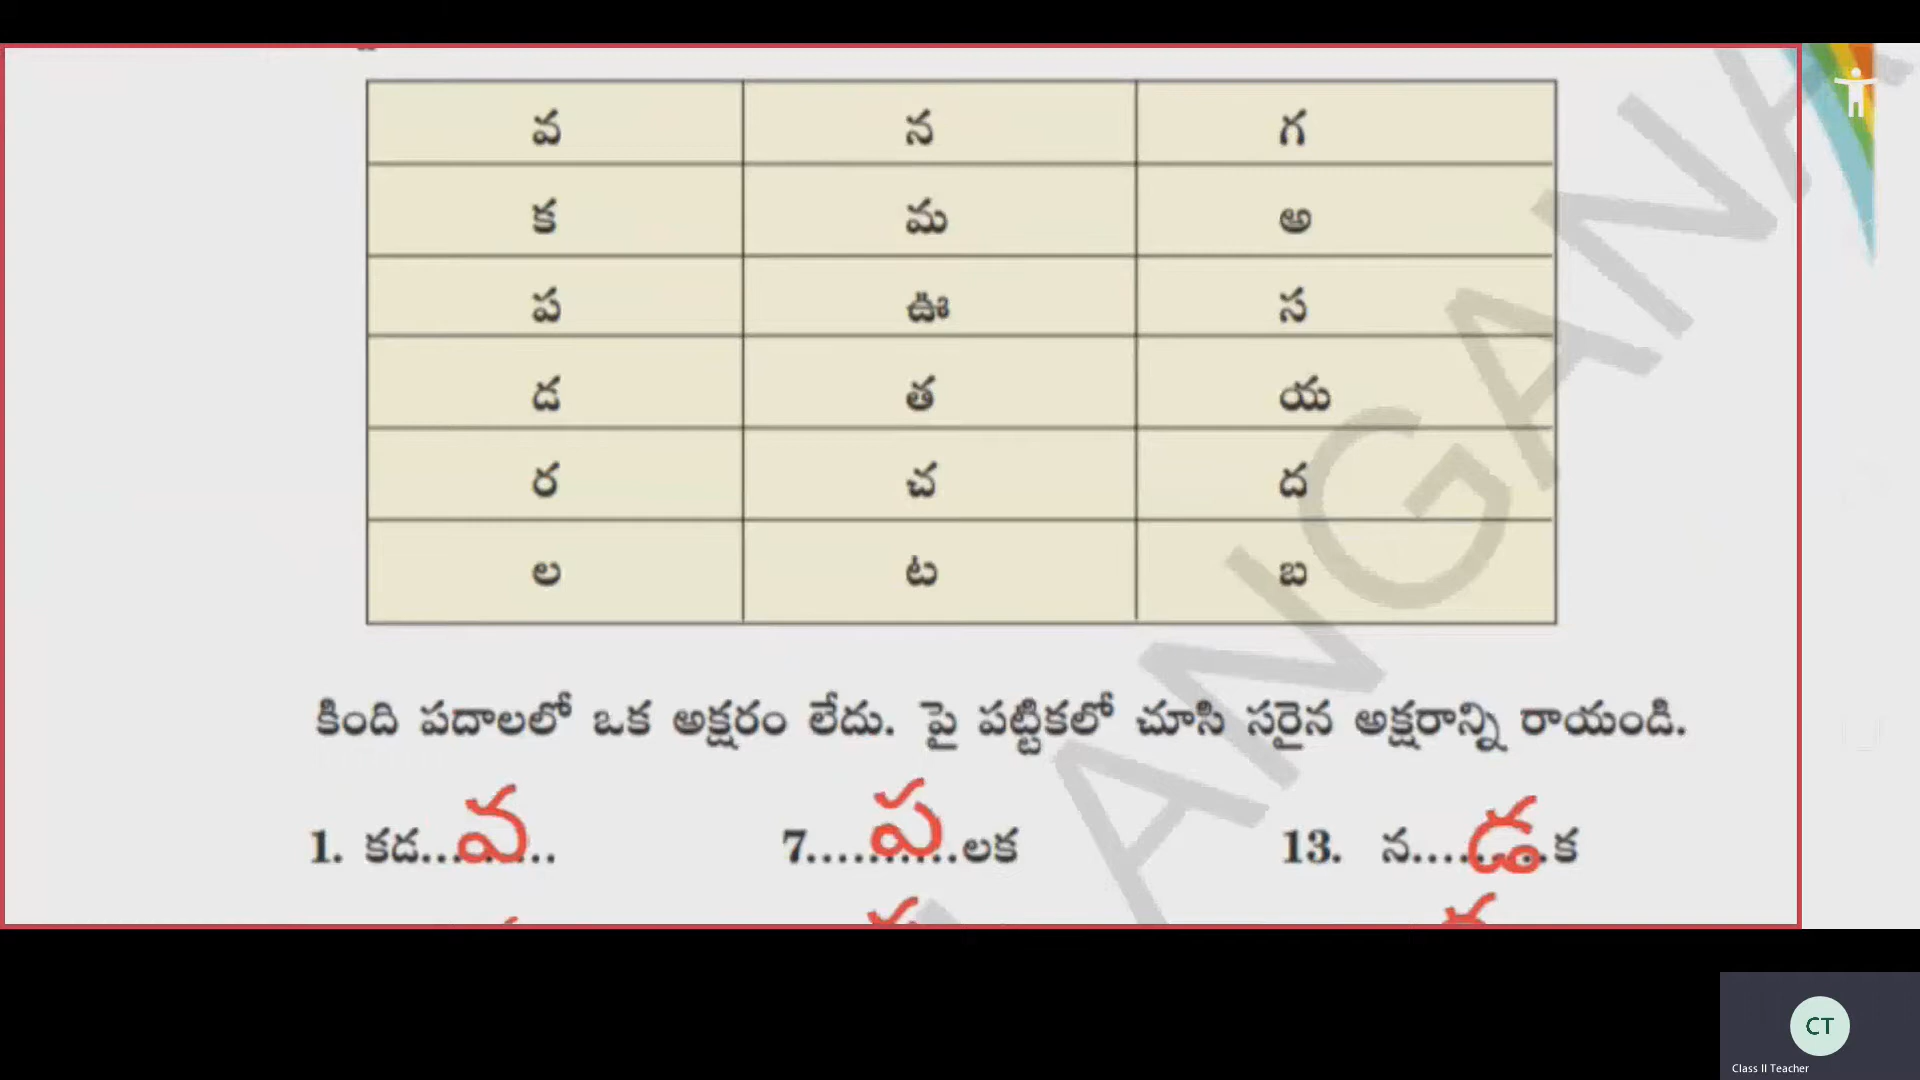 వ న గ
క మ అ
ప ఊ స
డ త య
ర చ ద
ల ట బ
కింది పదాలలో ఒక అక్షరం లేదు. పై పట్టికలో చూసి సరైన అక్షరాన్ని రాయండి.
1. కడ...వ... 7....ప....లక 13. న....డ...క
ANGANA
CT
Class II Teacher